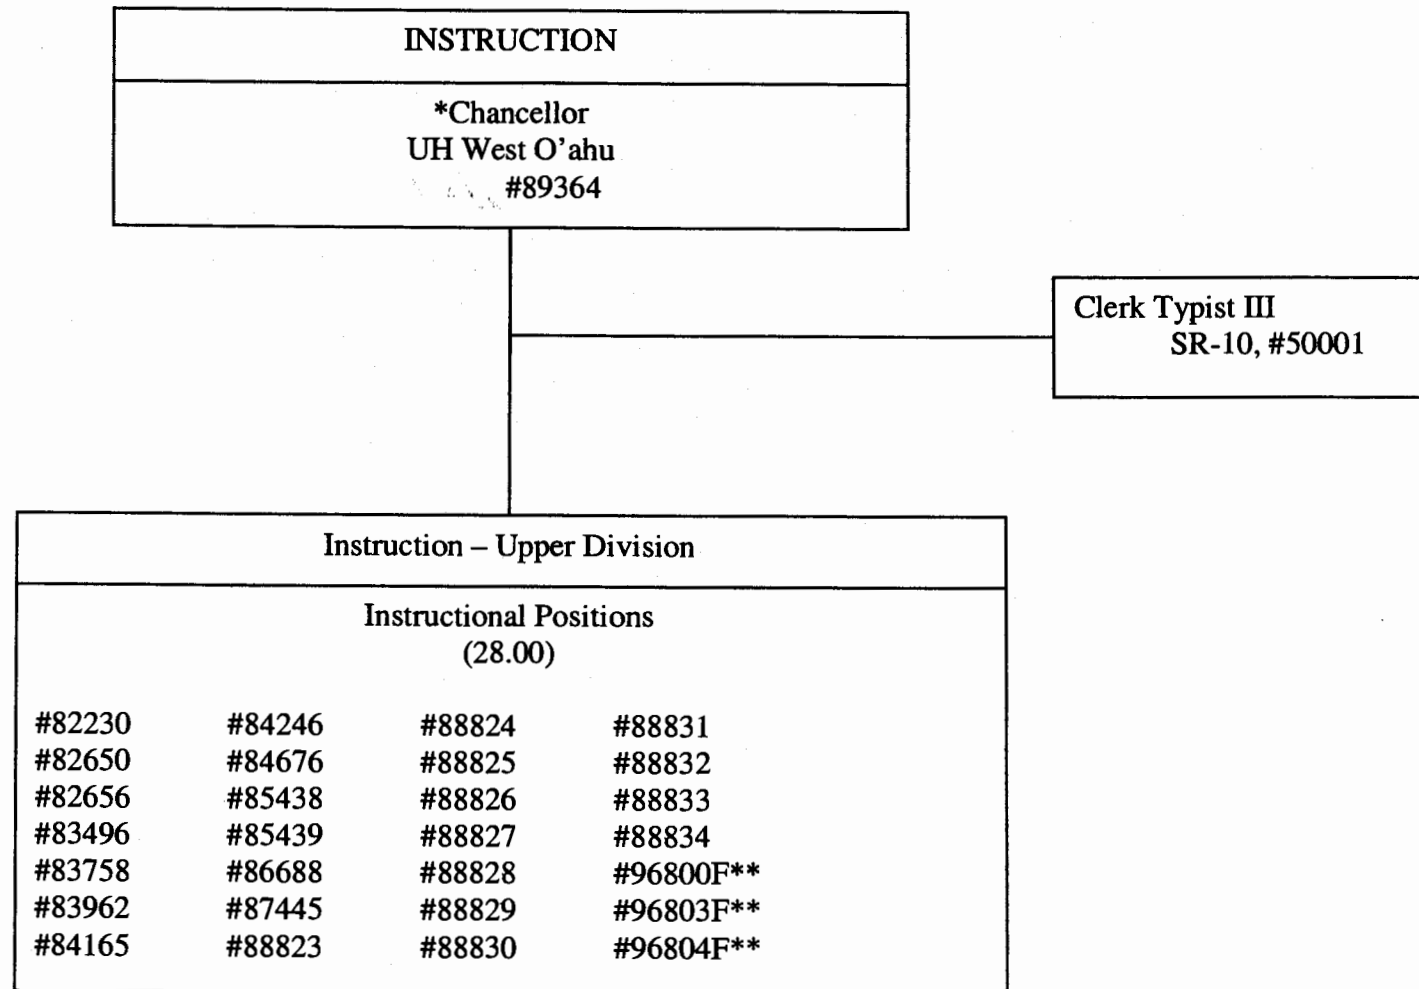 INSTRUCTION
*Chancellor
UH West O'ahu
#89364
Clerk Typist III
SR-10, #50001
Instruction – Upper Division
Instructional Positions
(28.00)
#82230 #84246 #88824 #88831
#82650 #84676 #88825 #88832
#82656 #85438 #88826 #88833
#83496 #85439 #88827 #88834
#83758 #86688 #88828 #96800F**
#83962 #87445 #88829 #96803F**
#84165 #88823 #88830 #96804F**